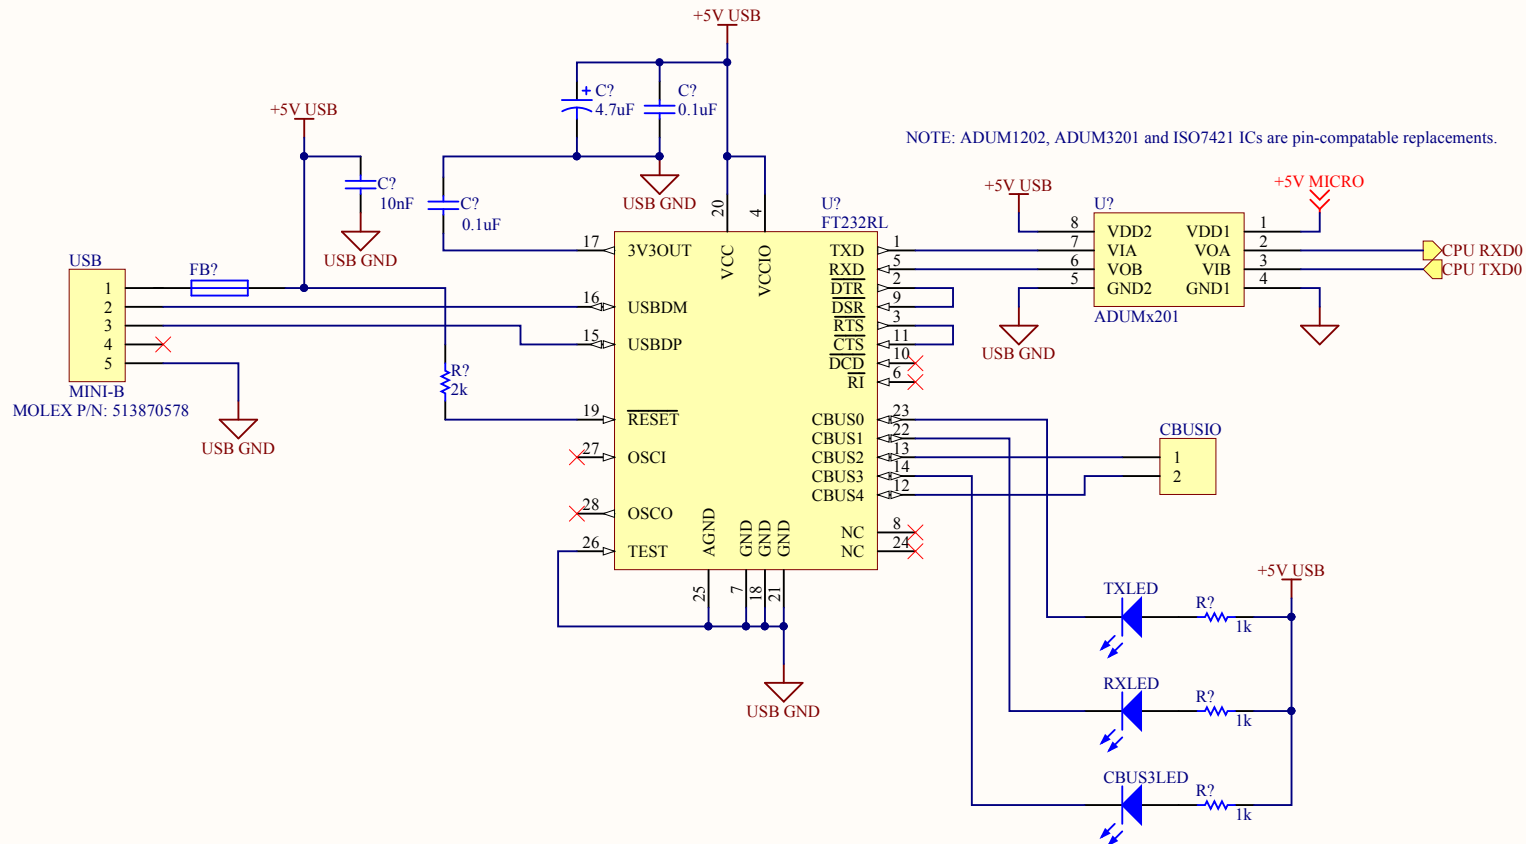 +5V USB
+5V USB
+ C?
4.7uF
C?
0.1uF
NOTE: ADUM1202, ADUM3201 and ISO7421 ICs are pin-compatable replacements.
C?
10nF
USB GND
C?
0.1uF
USB GND
USB
1
2
3
4
5
MINI-B
MOLEX P/N: 513870578
FB?
USB GND
R?
2k
U?
FT232RL
20
VCC
4
VCCIO
17
3V3OUT
16
USBDM
15
USBDP
19
RESET
27
OSCI
28
OSCO
26
TEST
TXD
1
RXD
5
DTR
2
DSR
9
RTS
3
CTS
11
DCD
10
RI
6
CBUS0
23
CBUS1
22
CBUS2
13
CBUS3
14
CBUS4
12
NC
8
NC
24
AGND
GND
GND
GND
25
7
18
21
USB GND
+5V USB
+5V MICRO
U?
8
VDD2
VDD1
1
7
VIA
VOA
2
6
VOB
VIB
3
5
GND2
GND1
4
ADUMx201
USB GND
CPU RXD0
CPU TXD0
CBUSIO
1
2
+5V USB
TXLED
R?
1k
RXLED
R?
1k
CBUS3LED
R?
1k